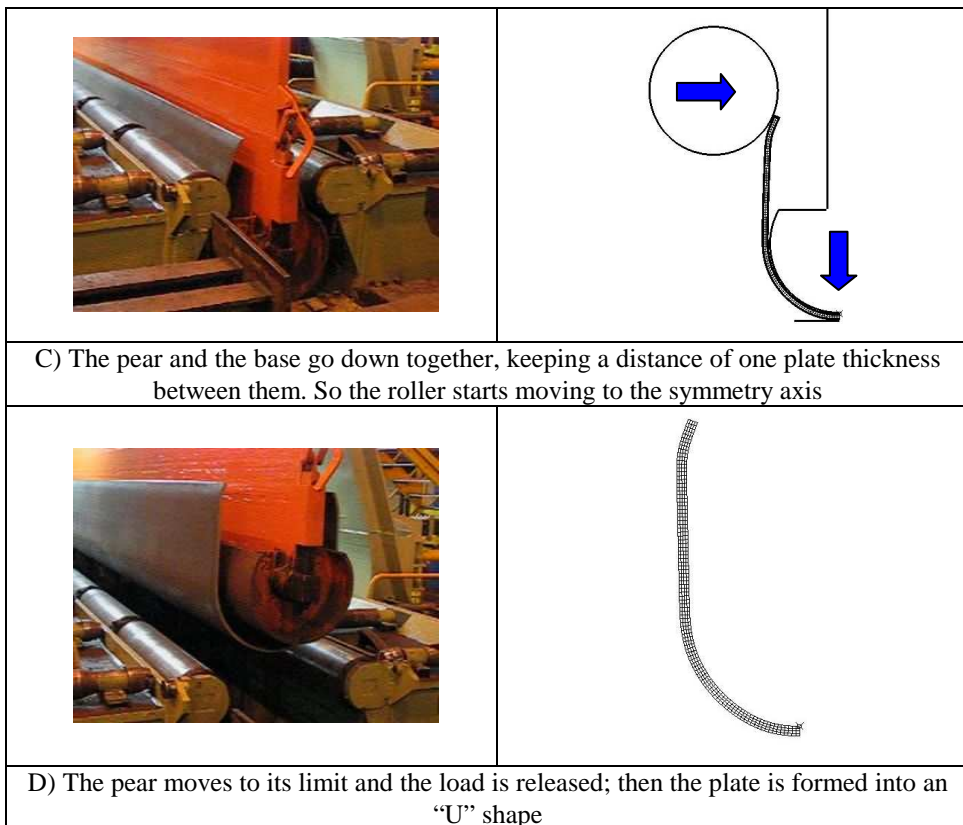 C) The pear and the base go down together, keeping a distance of one plate thickness
between them. So the roller starts moving to the symmetry axis
D) The pear moves to its limit and the load is released; then the plate is formed into an
“U” shape